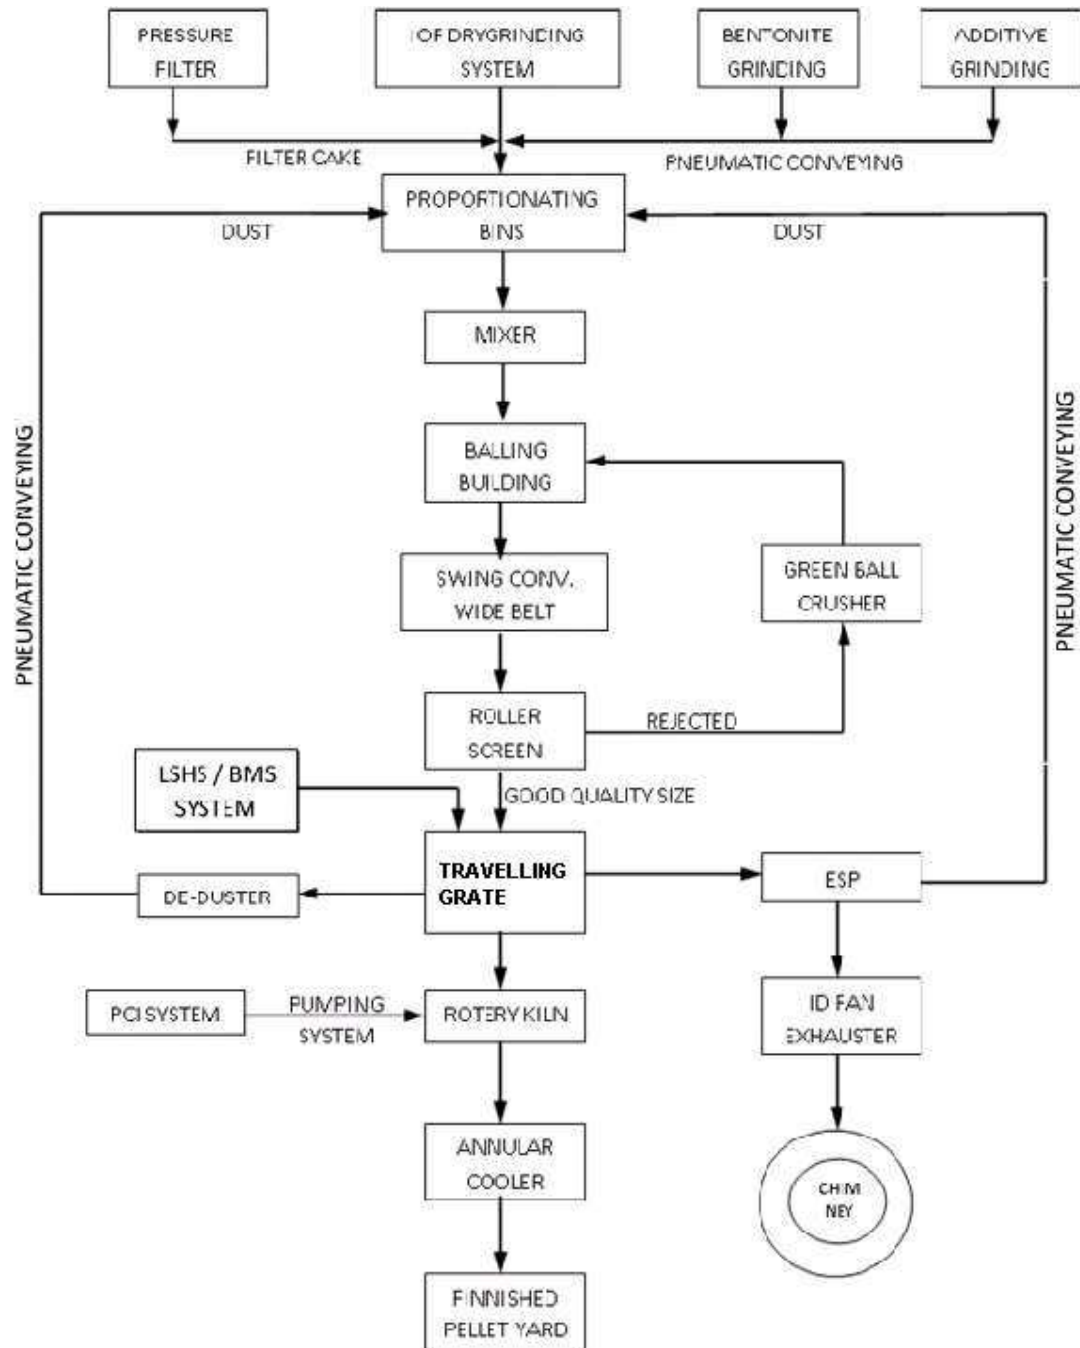 PRESSURE
FILTER
IOF DRYGRINDING
SYSTEM
BENTONITE
GRINDING
ADDITIVE
GRINDING
FILTER CAKE
PNEUMATIC CONVEYING
PROPORTIONATING
BINS
DUST
DUST
MIXER
PNEUMATIC CONVEYING
PNEUMATIC CONVEYING
BALLING
BUILDING
SWING CONV.
WIDE BELT
GREEN BALL
CRUSHER
ROLLER
SCREEN
REJECTED
LSHS / BMS
SYSTEM
GOOD QUALITY SIZE
TRAVELLING
GRATE
DE-DUSTER
ESP
PCI SYSTEM
PUMPING
SYSTEM
ROTERY KILN
ID FAN
EXHAUSTER
ANNULAR
COOLER
CHIM
NEY
FINNISHED
PELLET YARD